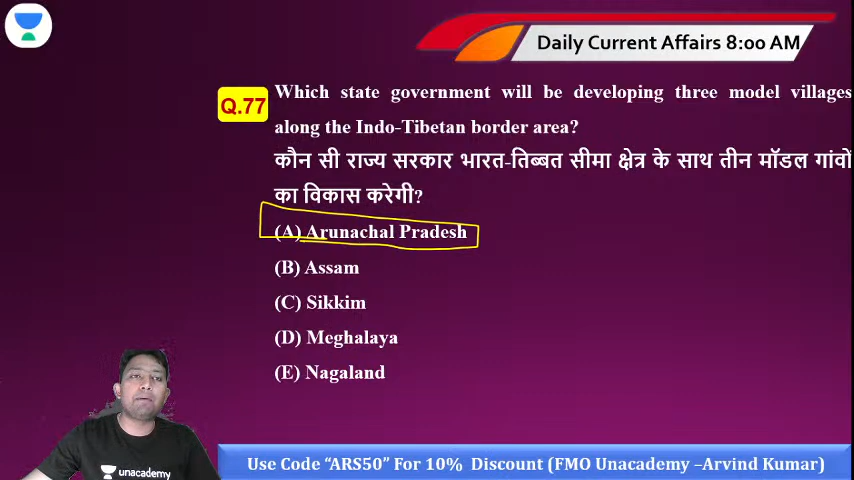 Daily Current Affairs 8:00 AM
Q.77
Which state government will be developing three model villages
along the Indo-Tibetan border area?
कौन सी राज्य सरकार भारत-तिब्बत सीमा क्षेत्र के साथ तीन मॉडल गांवों
का विकास करेगी?
(A) Arunachal Pradesh
(B) Assam
(C) Sikkim
(D) Meghalaya
(E) Nagaland
unacademy
Use Code “ARS50” For 10% Discount (FMO Unacademy –Arvind Kumar)